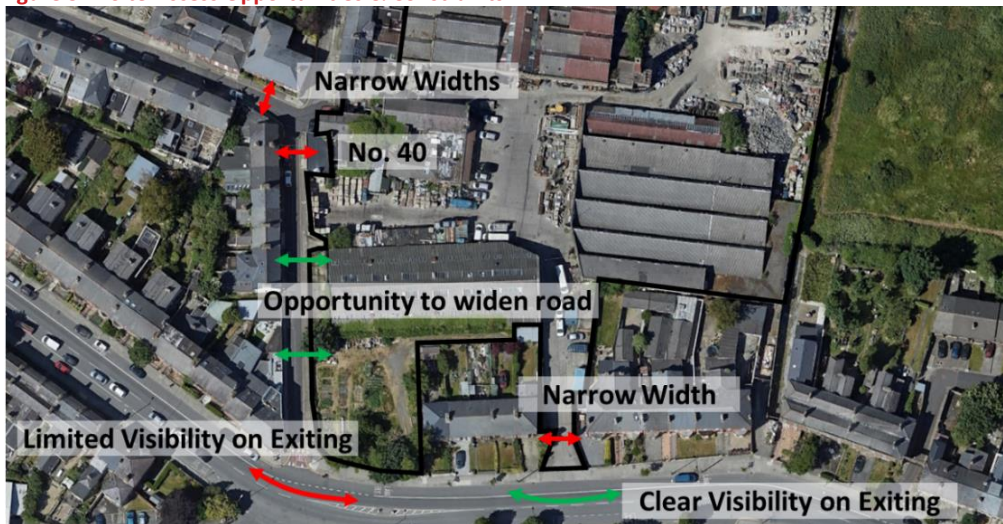 Narrow Widths
No. 40
Opportunity to widen road
Narrow Width
Limited Visibility on Exiting
Clear Visibility on Exiting